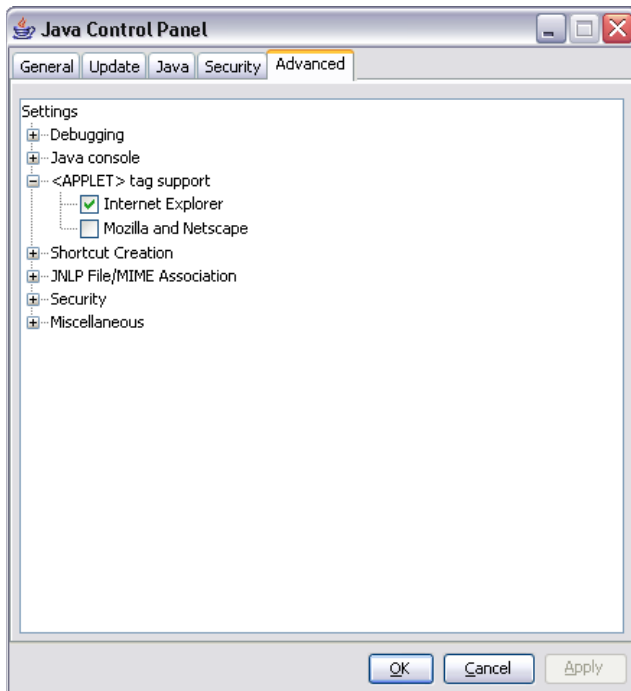 Java Control Panel
General Update Java Security Advanced
Settings
Debugging
Java console
<APPLET> tag support
Internet Explorer
Mozilla and Netscape
Shortcut Creation
JNLP File/MIME Association
Security
Miscellaneous
OK Cancel Apply